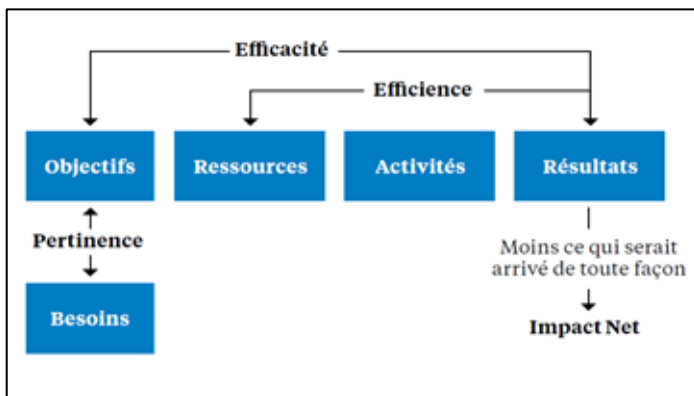 Efficacité
Efficience
Objectifs
Ressources
Activités
Résultats
Pertinence
Moins ce qui serait
arrivé de toute façon
Besoins
Impact Net